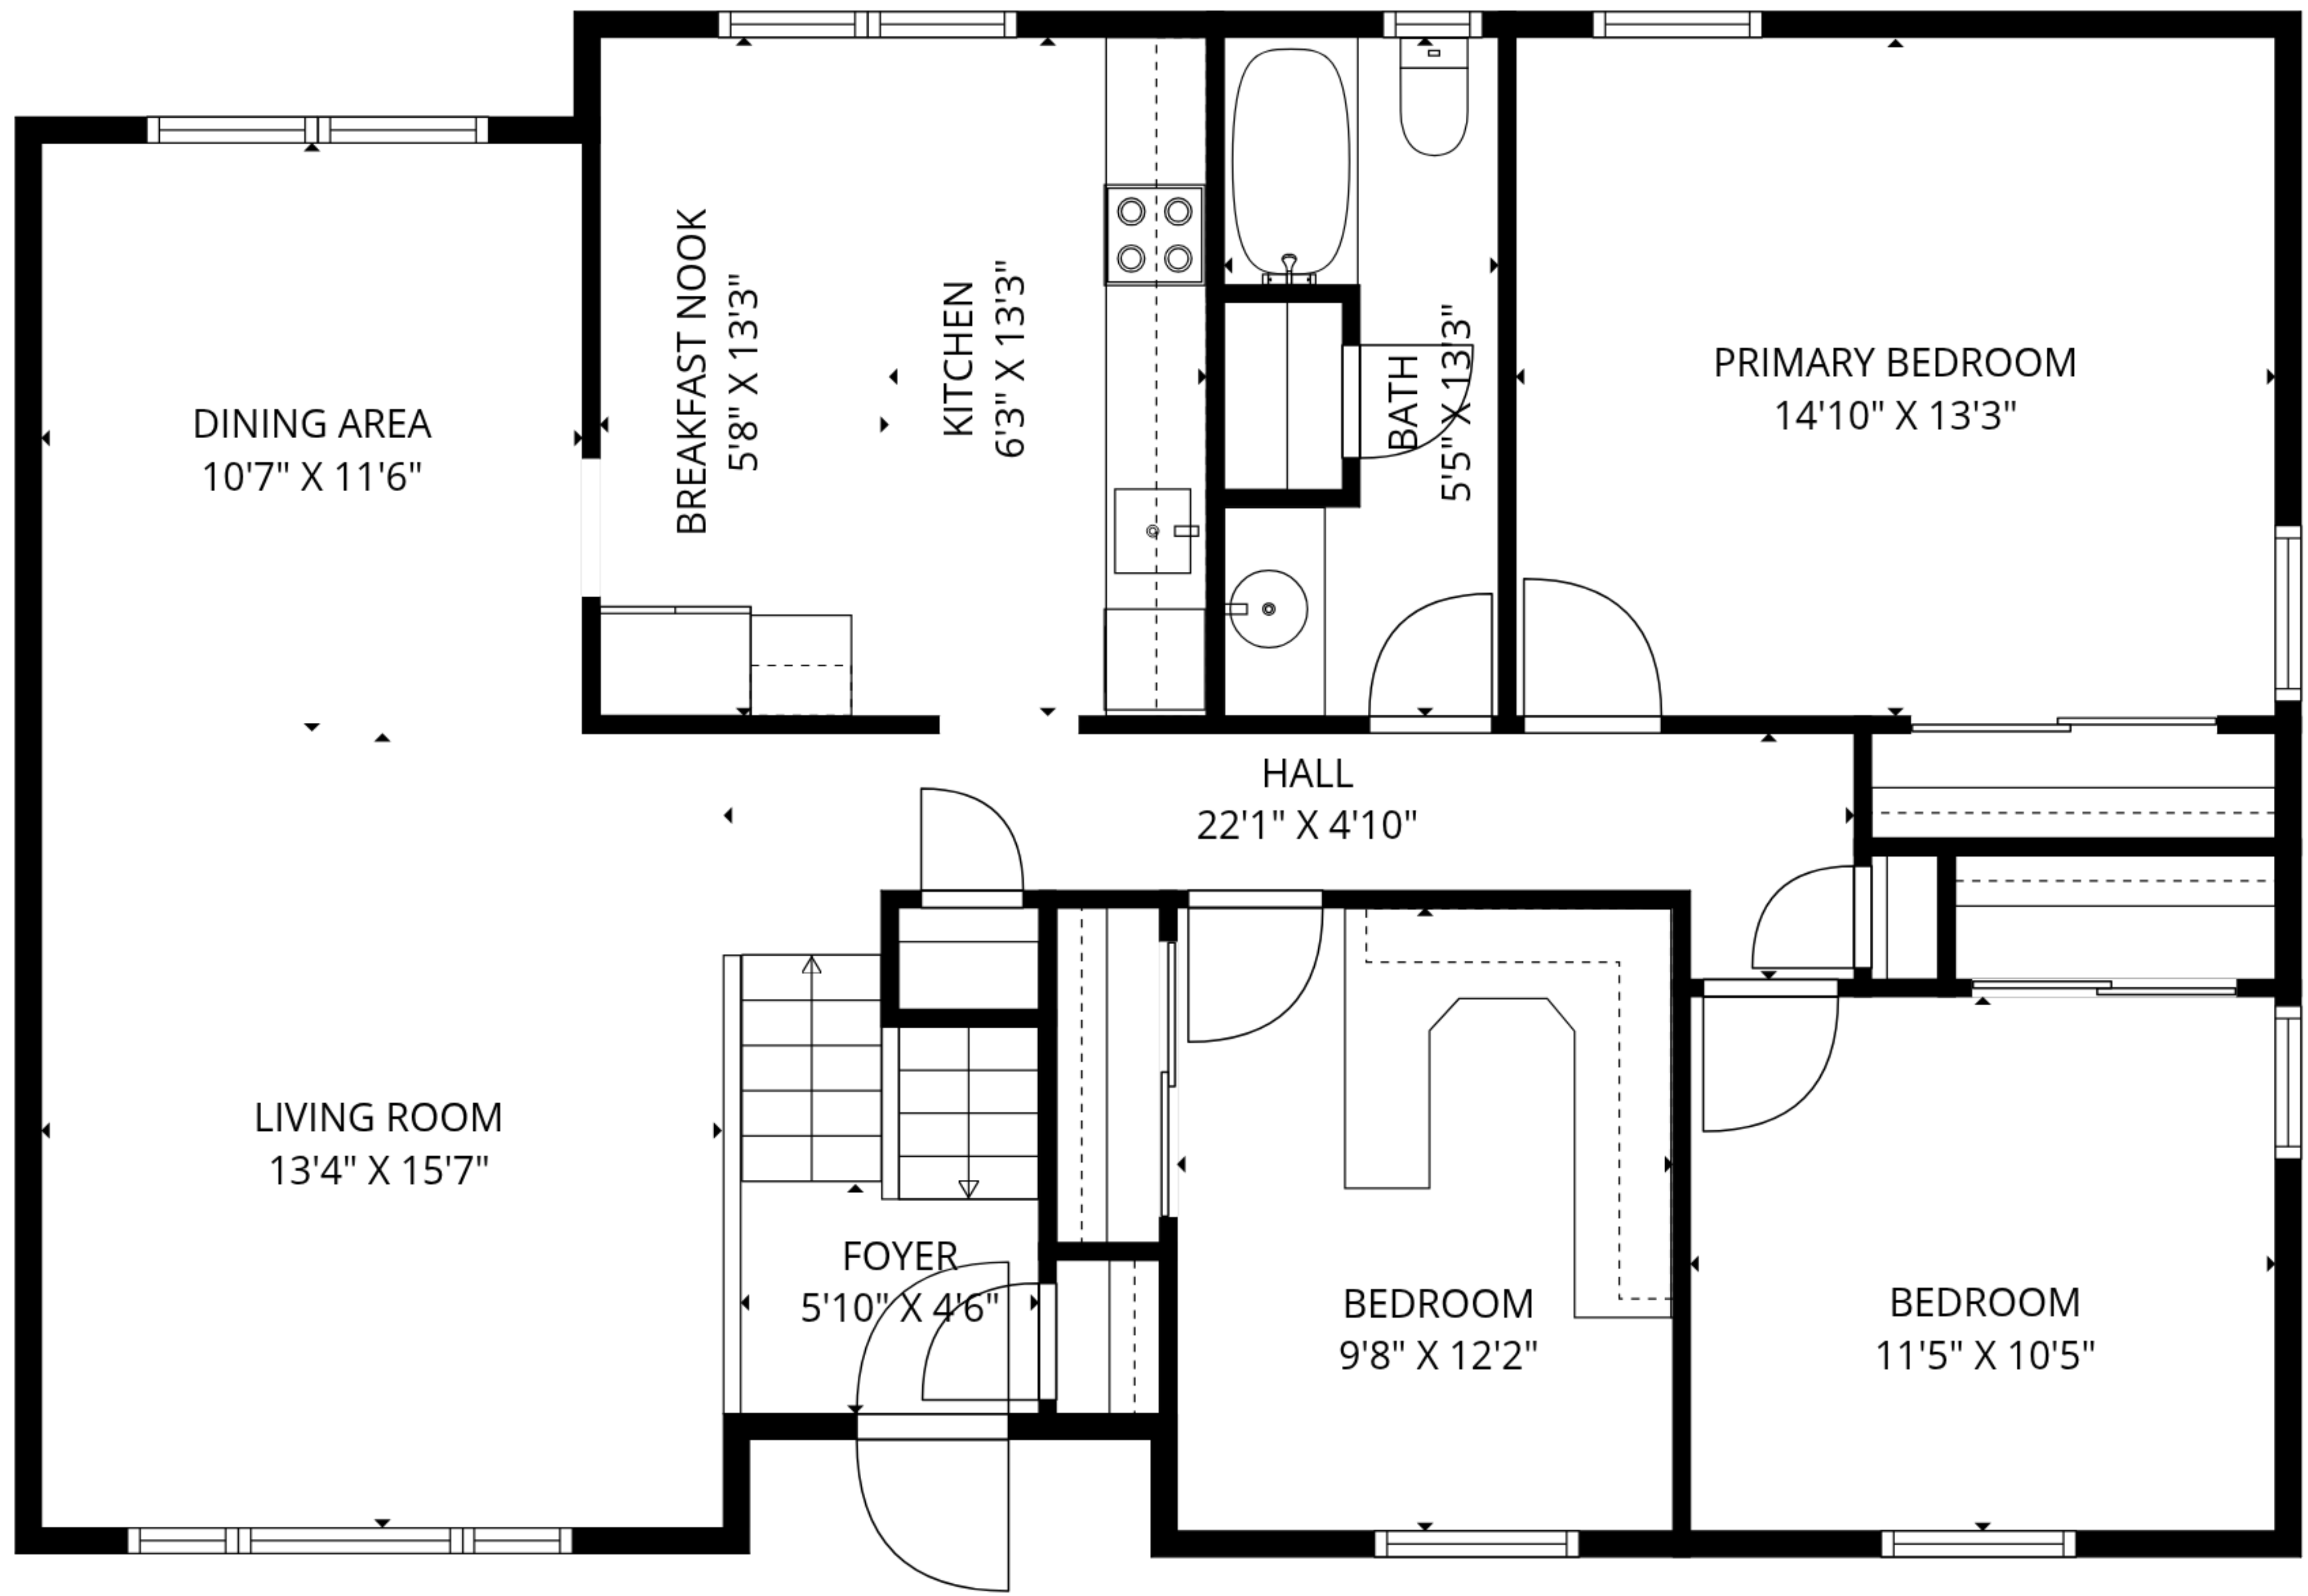 BREAKFAST NOOK
5'8" X 13'3"
KITCHEN
6'3" X 13'3"
BATH
5'5" X 13'3"
PRIMARY BEDROOM
14'10" X 13'3"
DINING AREA
10'7" X 11'6"
HALL
22'1" X 4'10"
LIVING ROOM
13'4" X 15'7"
FOYER
5'10" X 4'6"
BEDROOM
9'8" X 12'2"
BEDROOM
11'5" X 10'5"